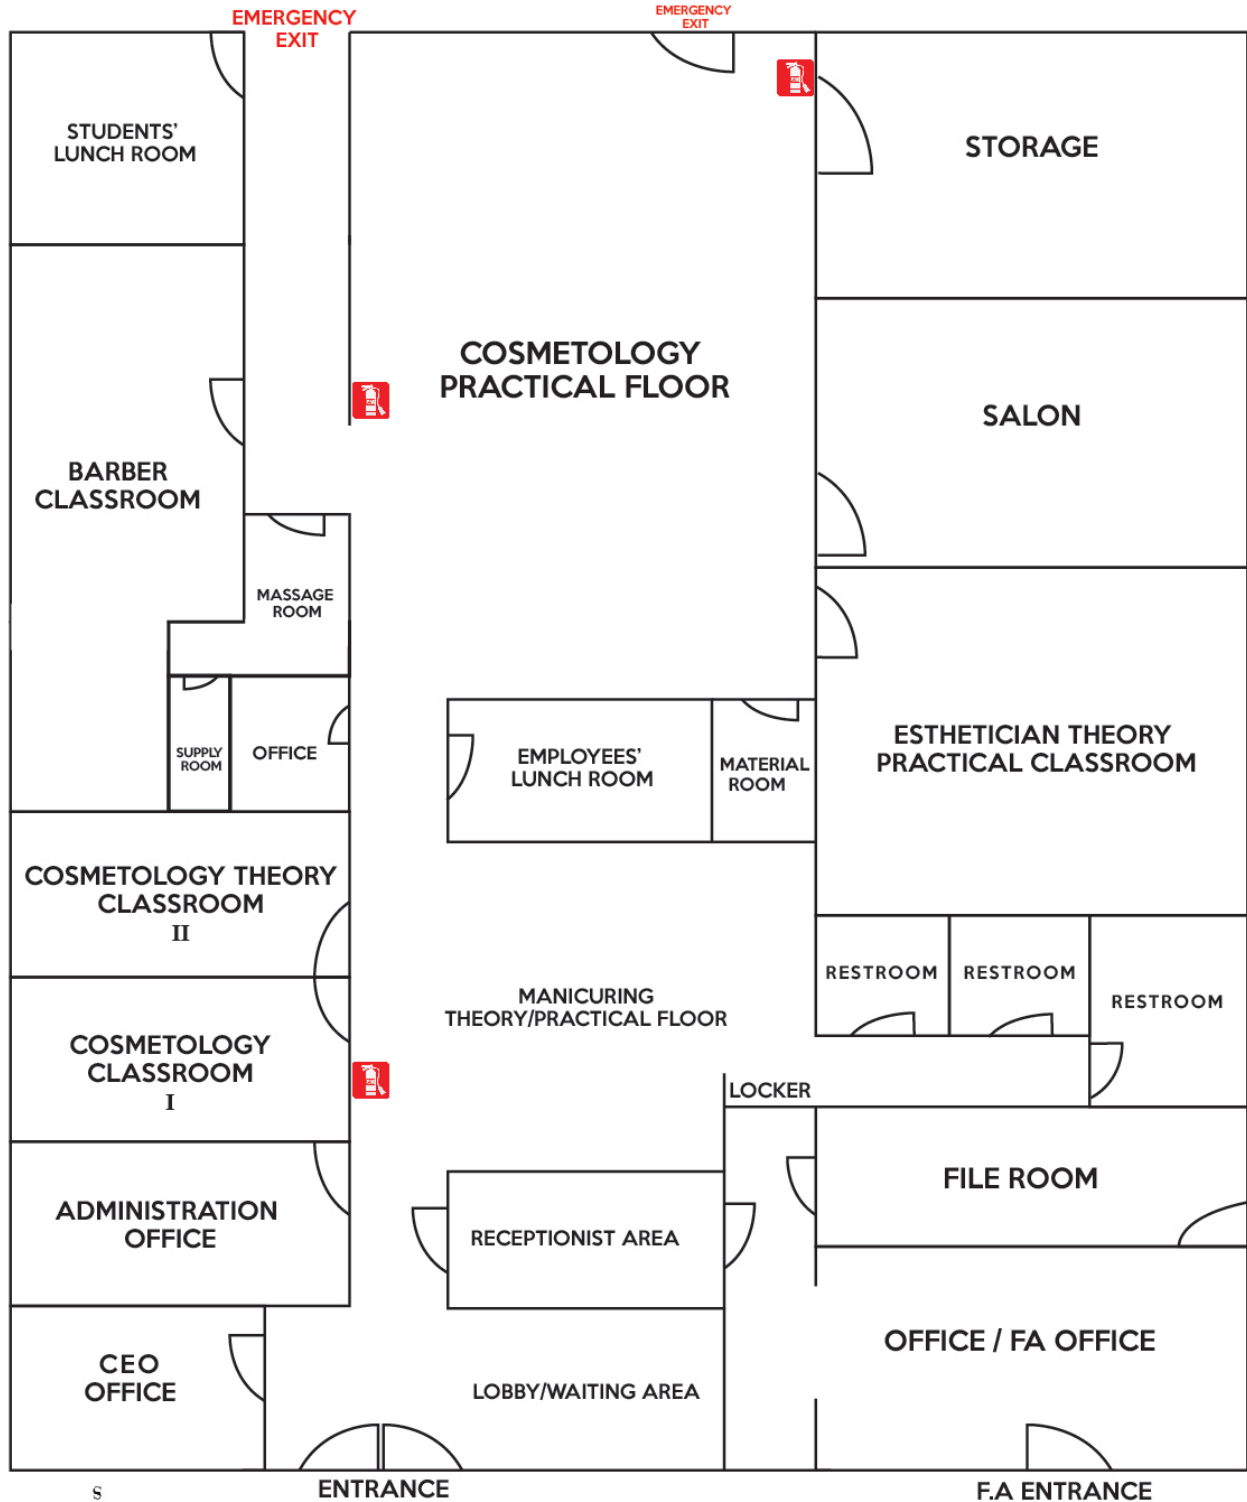 EMERGENCY
EXIT
EMERGENCY
EXIT
STUDENTS'
LUNCH ROOM
STORAGE
COSMETOLOGY
PRACTICAL FLOOR
SALON
BARBER
CLASSROOM
MASSAGE
ROOM
SUPPLY
ROOM
OFFICE
EMPLOYEES'
LUNCH ROOM
MATERIAL
ROOM
ESTHETICIAN THEORY
PRACTICAL CLASSROOM
COSMETOLOGY THEORY
CLASSROOM
II
RESTROOM
RESTROOM
RESTROOM
MANICURING
THEORY/PRACTICAL FLOOR
COSMETOLOGY
CLASSROOM
I
LOCKER
FILE ROOM
ADMINISTRATION
OFFICE
RECEPTIONIST AREA
OFFICE / FA OFFICE
CEO
OFFICE
LOBBY/WAITING AREA
s
ENTRANCE
F.A ENTRANCE